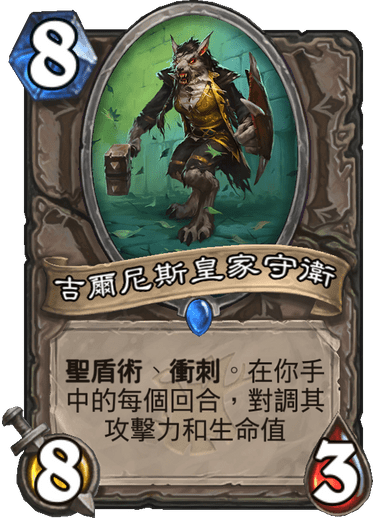 8
吉爾尼斯皇家守衛
聖盾術、衝刺。在你手
中的每個回合，對調其
攻擊力和生命值
8
3